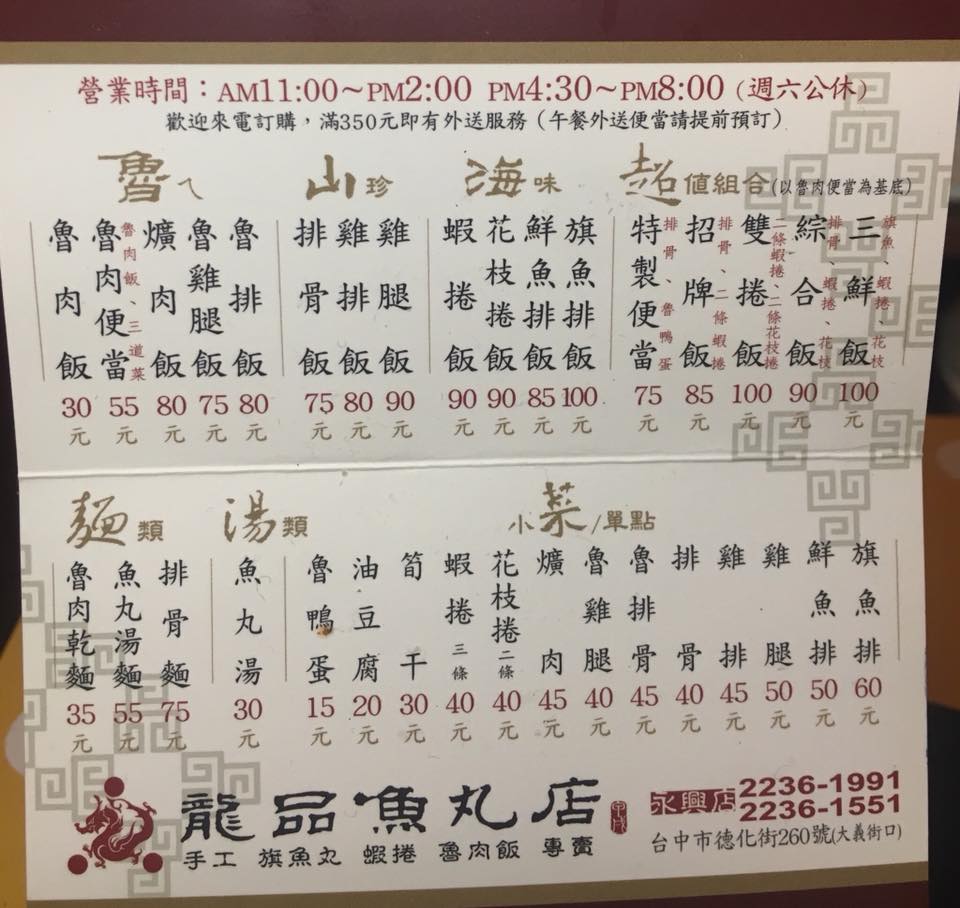 營業時間：AM11:00～PM2:00 PM4:30～PM8:00（週六公休）
歡迎來電訂購，滿350元即有外送服務（午餐外送便當請提前預訂）
魯ㄟ
魯肉飯 30元
魯肉便當 魯肉飯、三道菜 55元
爌肉飯 80元
魯雞腿飯 75元
魯排飯 80元
山珍
排骨飯 75元
雞排飯 80元
雞腿飯 90元
海味
蝦捲飯 90元
花枝捲飯 90元
鮮魚排飯 85元
旗魚排飯 100元
超值組合(以魯肉便當為基底)
特製便當 排骨、魯鴨蛋 75元
招牌飯 排骨、二條蝦捲 85元
雙捲飯 二條蝦捲、二條花枝捲 100元
綜合飯 排骨、蝦捲、花枝 90元
三鮮飯 旗魚、蝦捲、花枝 100元
麵類
魯肉乾麵 35元
魚丸湯麵 55元
排骨麵 75元
湯類
魚丸湯 30元
小菜/單點
魯鴨蛋 15元
油豆腐 20元
筍干 30元
蝦捲三條 40元
花枝捲二條 40元
爌肉 45元
魯雞腿 40元
魯排骨 45元
排骨 40元
雞排 45元
雞腿 50元
鮮魚排 50元
旗魚排 60元
龍品魚丸店
手工 旗魚丸 蝦捲 魯肉飯 專賣
永興店 2236-1991
2236-1551
台中市德化街260號(大義街口)